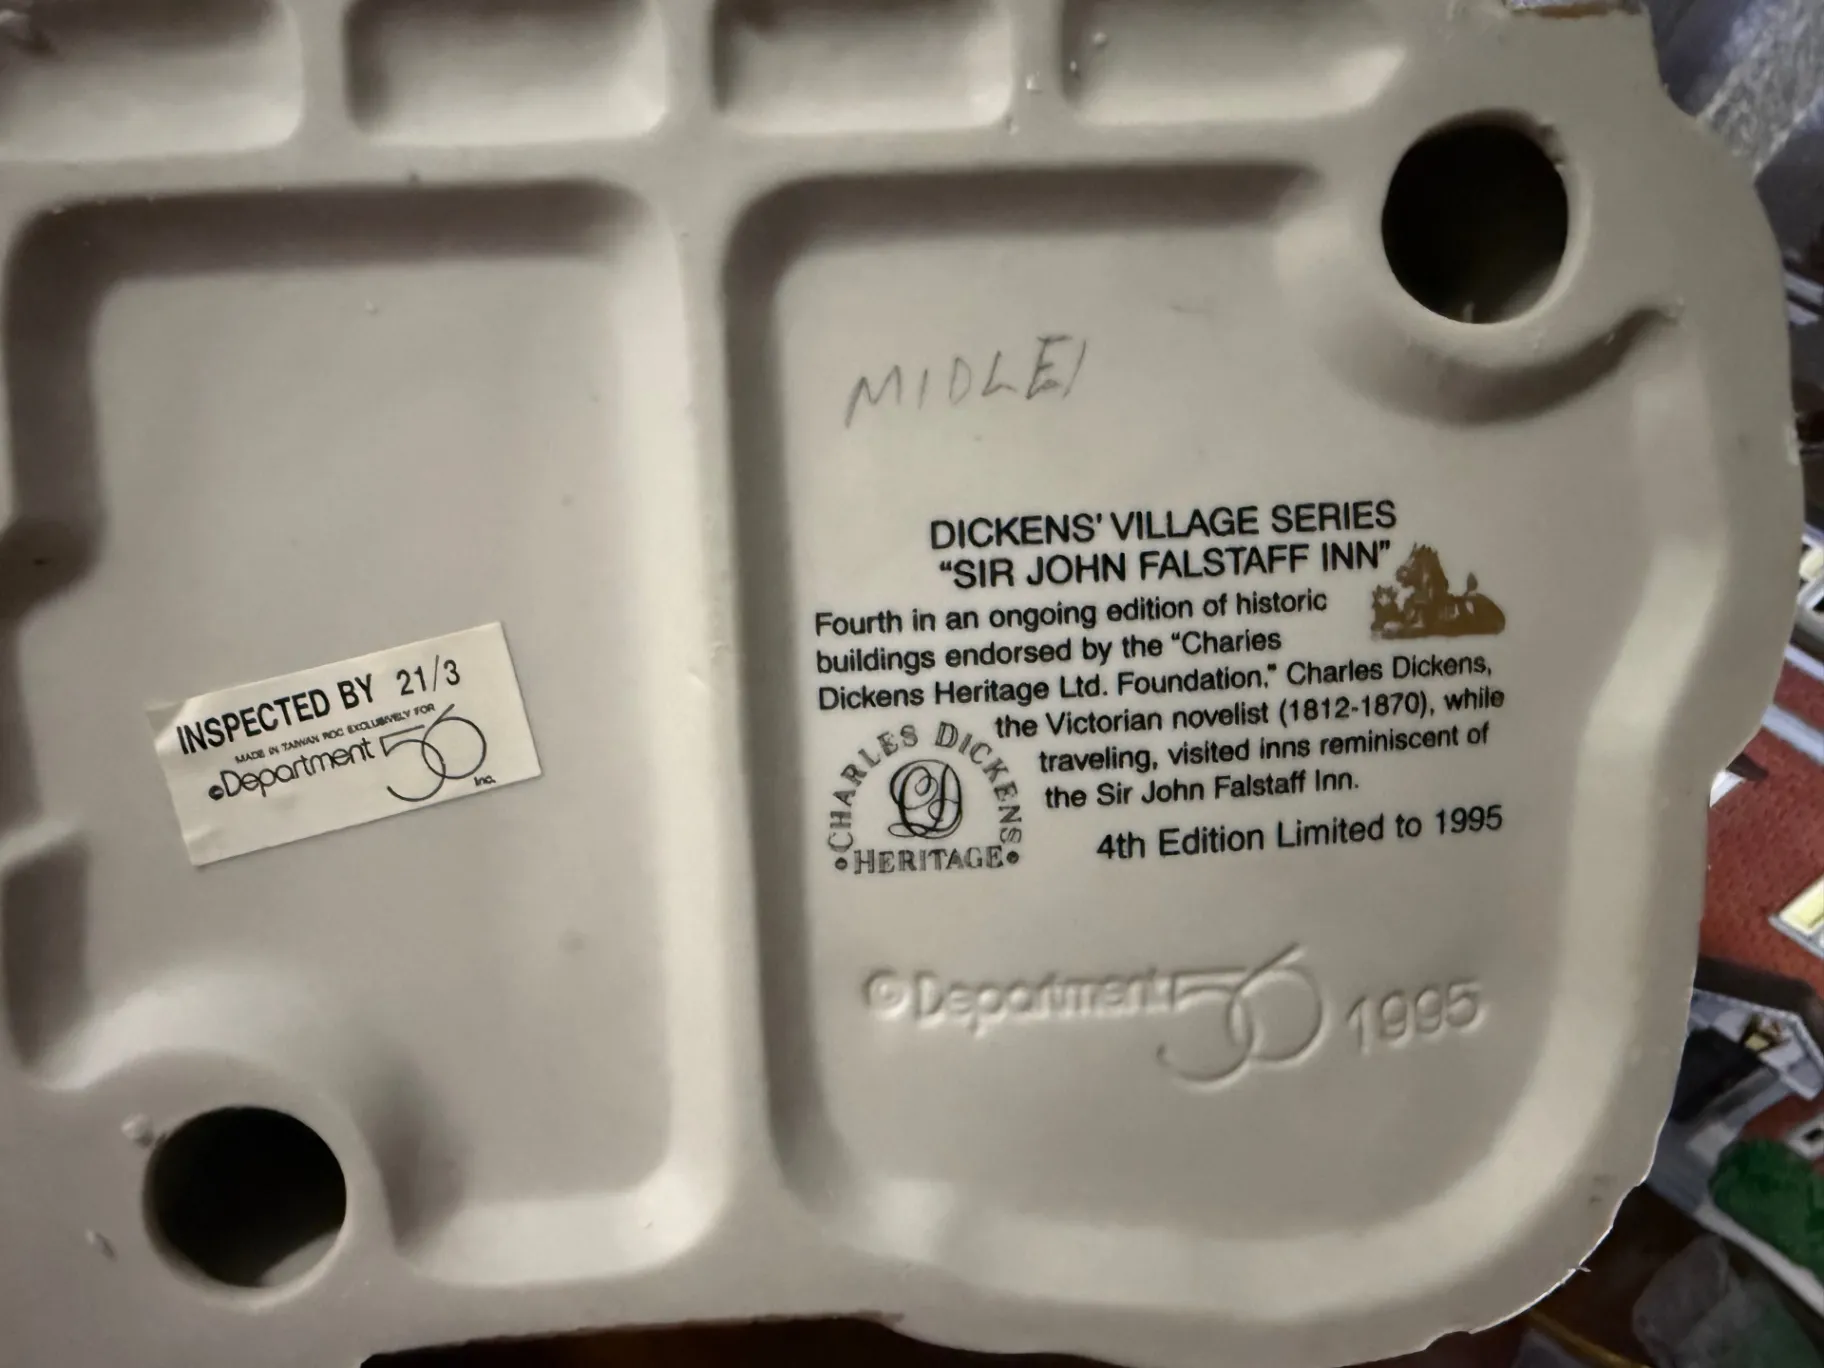 MIDLEI
DICKENS' VILLAGE SERIES
“SIR JOHN FALSTAFF INN”
Fourth in an ongoing edition of historic
buildings endorsed by the “Charles
Dickens Heritage Ltd. Foundation,” Charles Dickens,
the Victorian novelist (1812-1870), while
traveling, visited inns reminiscent of
the Sir John Falstaff Inn.
CHARLES DICKENS
CD
•HERITAGE•
4th Edition Limited to 1995
©Department 56 1995
INSPECTED BY 21/3
MADE IN TAIWAN ROC EXCLUSIVELY FOR
©Department 56 Inc.